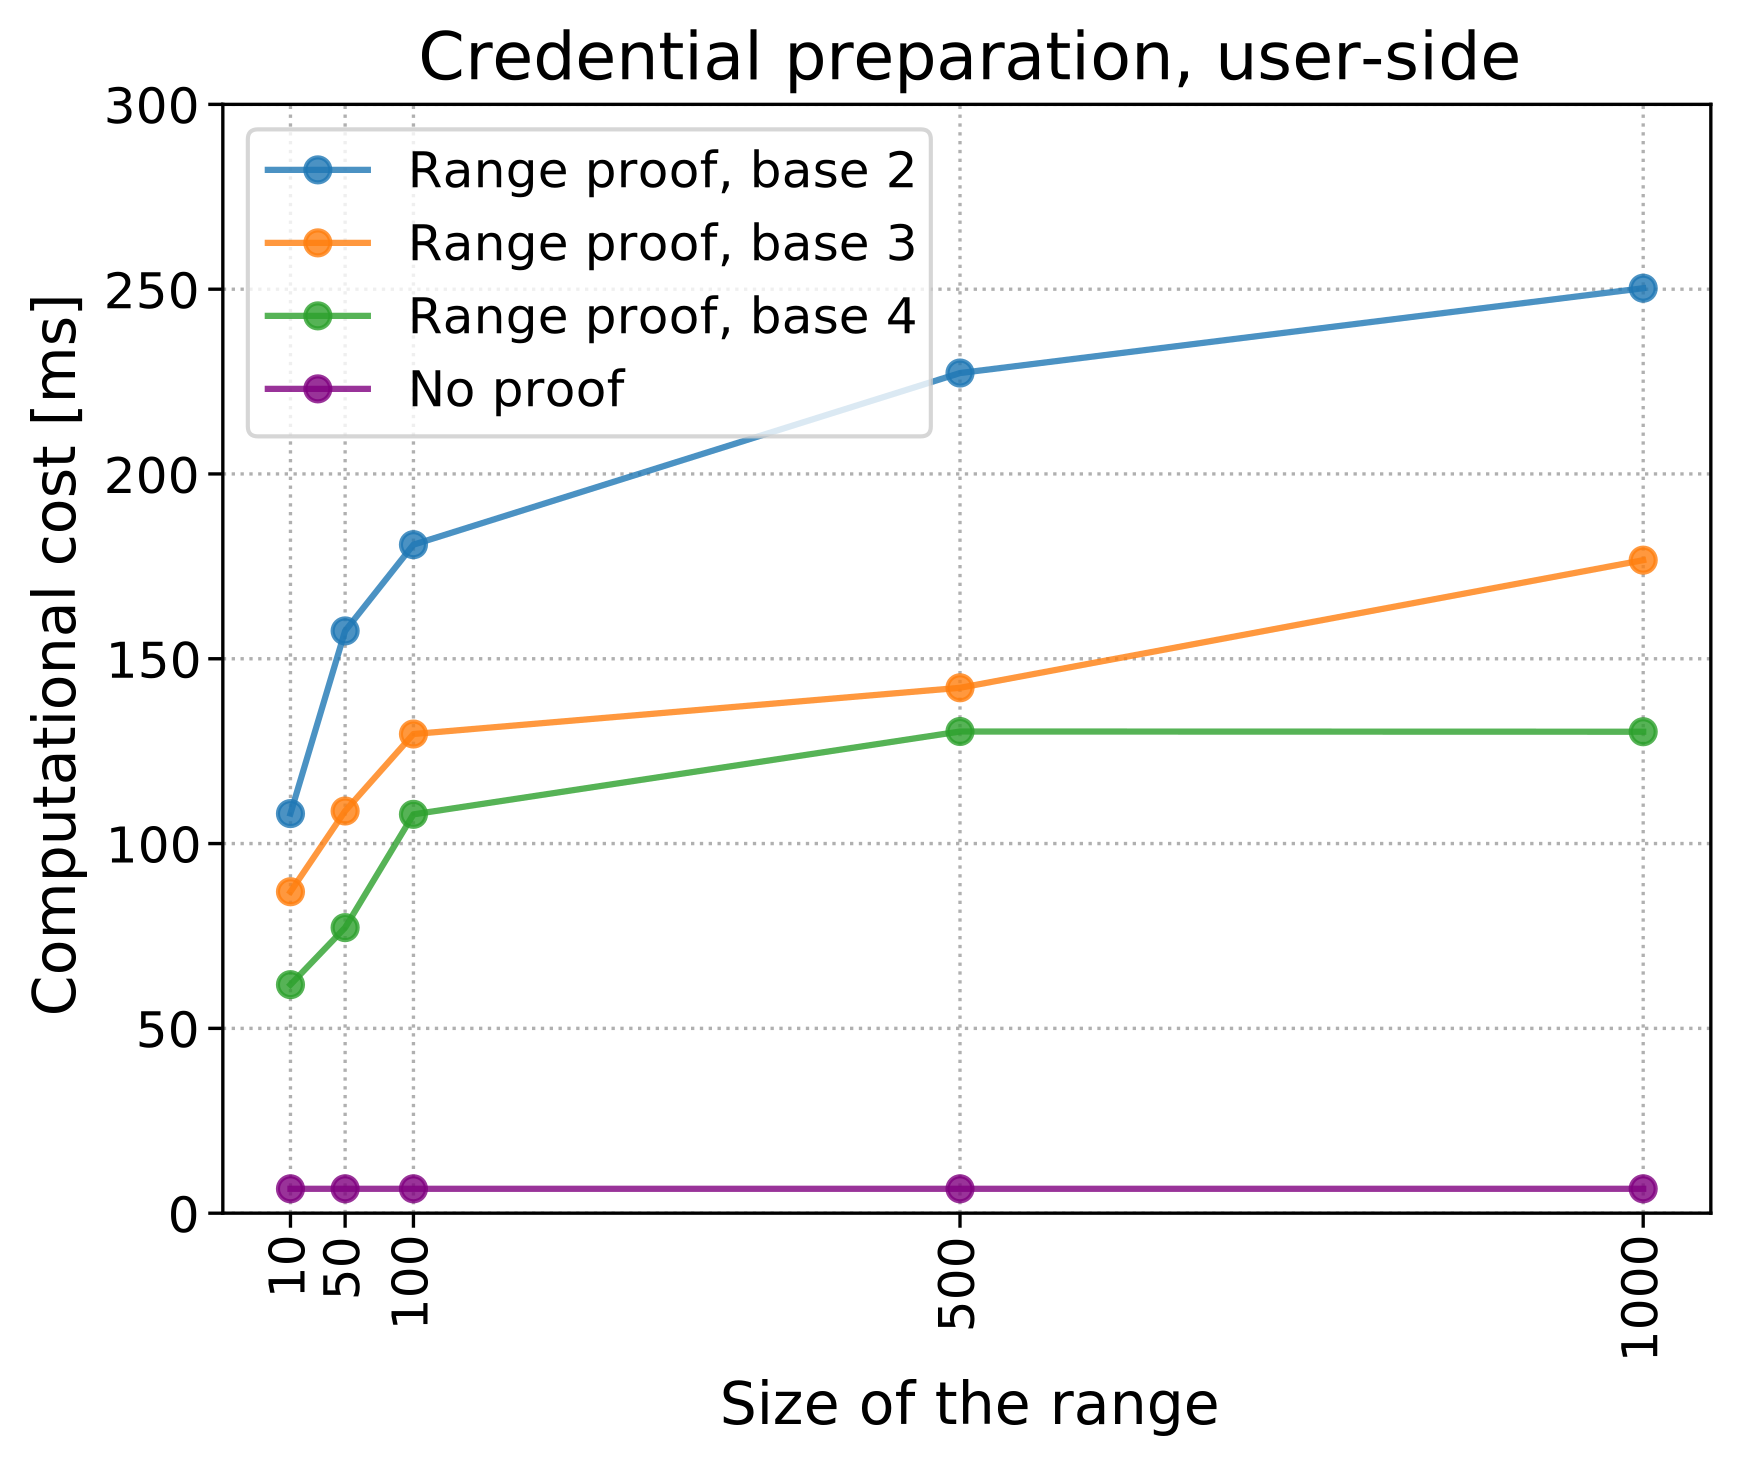 Credential preparation, user-side
300
250
200
150
100
50
0
Computational cost [ms]
Range proof, base 2
Range proof, base 3
Range proof, base 4
No proof
10
50
100
500
1000
Size of the range